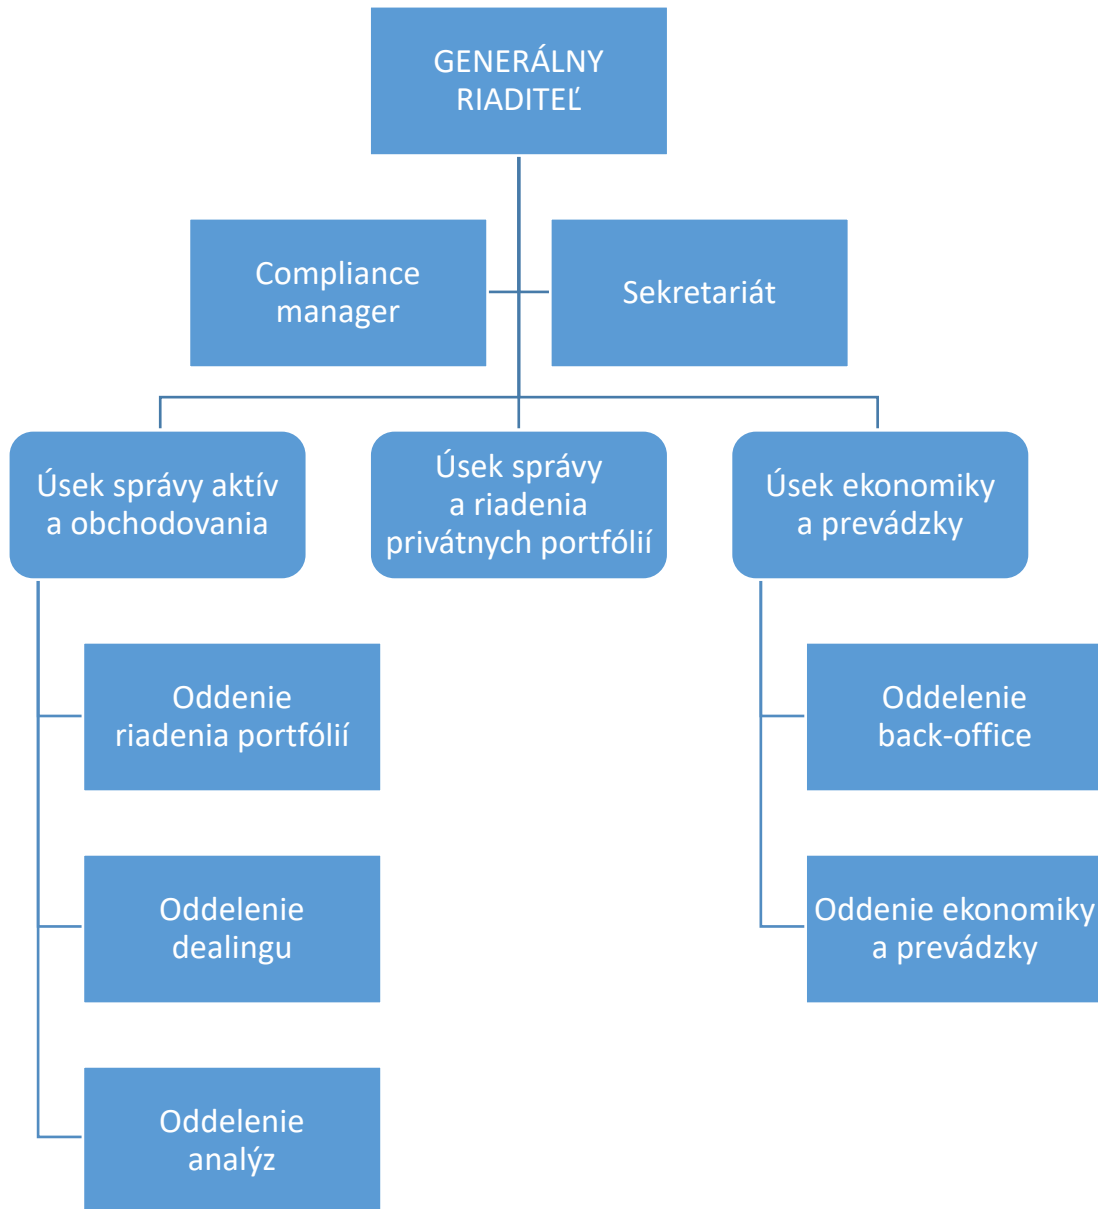 GENERÁLNY
RIADITEĽ
Compliance
manager
Sekretariát
Úsek správy aktív
a obchodovania
Úsek správy
a riadenia
privátnych portfólií
Úsek ekonomiky
a prevádzky
Oddenie
riadenia portfólií
Oddelenie
back-office
Oddelenie
dealingu
Oddenie ekonomiky
a prevádzky
Oddelenie
analýz